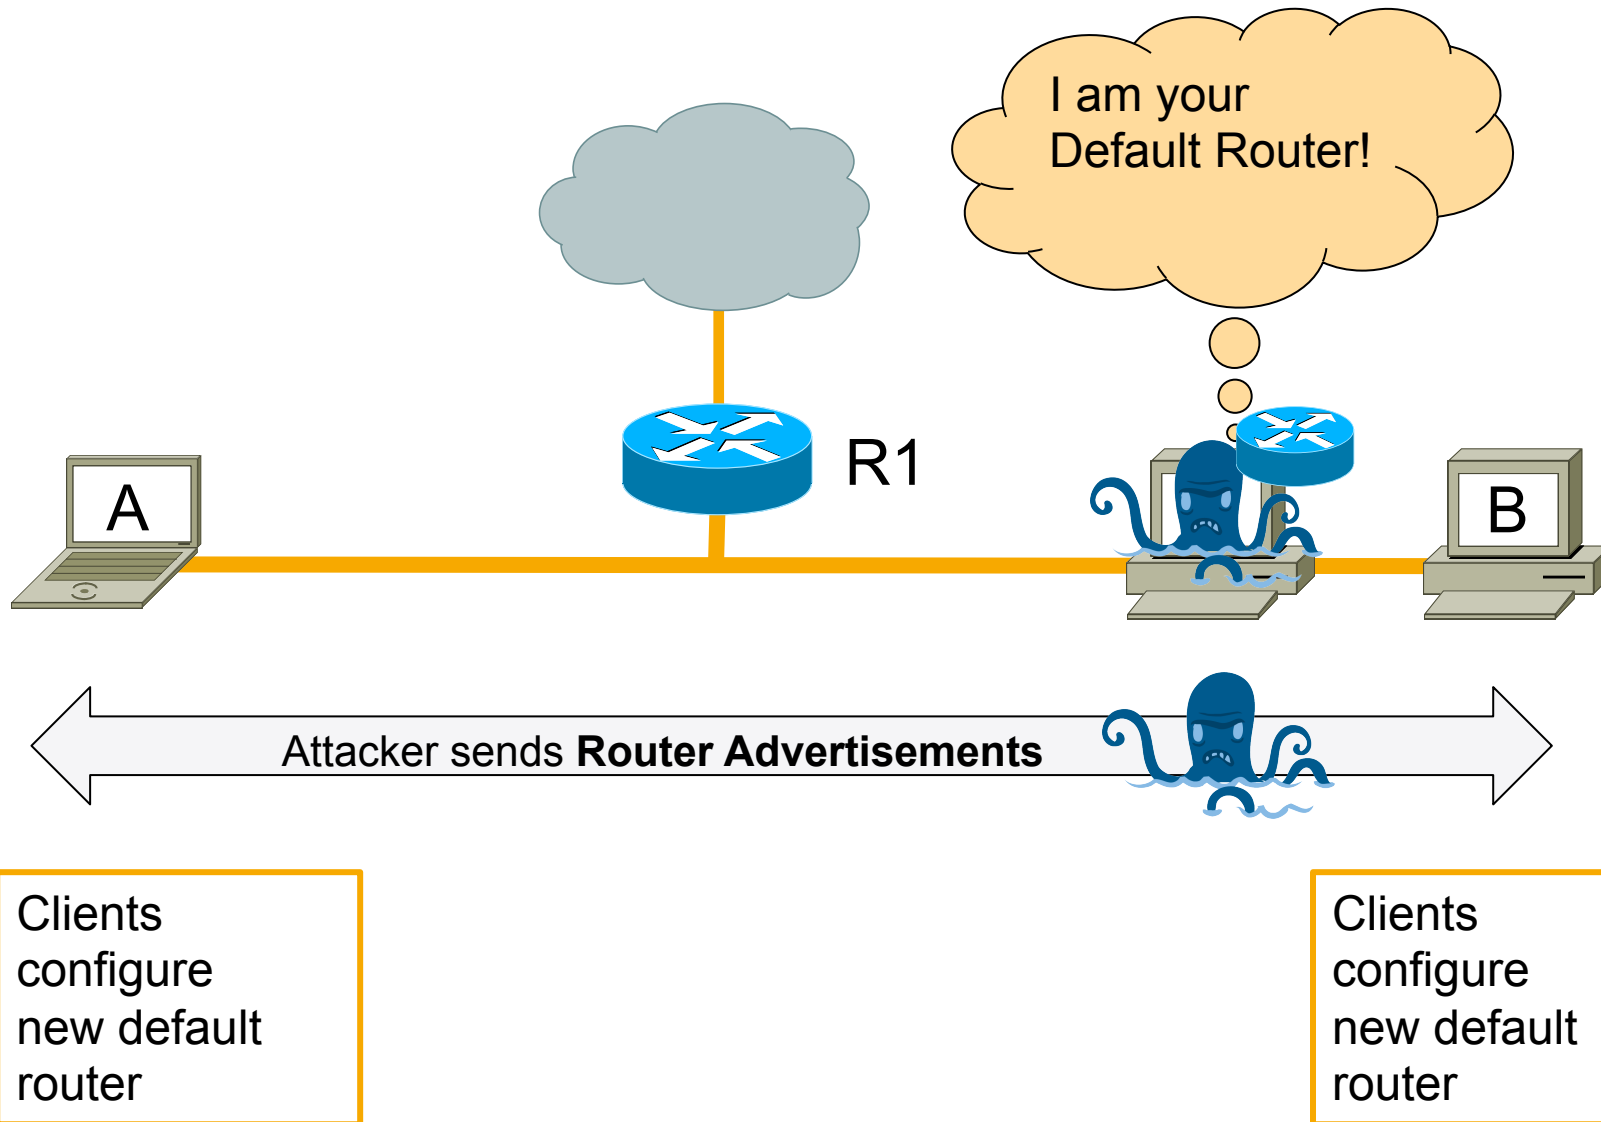 I am your
Default Router!
R1
A
B
Attacker sends Router Advertisements
Clients
configure
new default
router
Clients
configure
new default
router